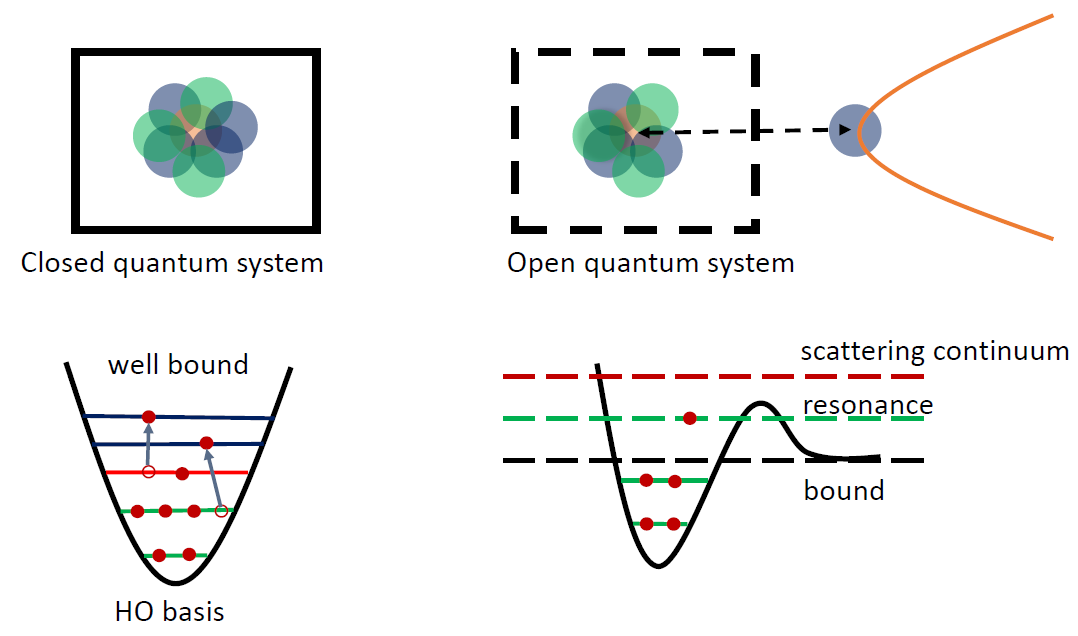 Closed quantum system
Open quantum system
well bound
HO basis
scattering continuum
resonance
bound